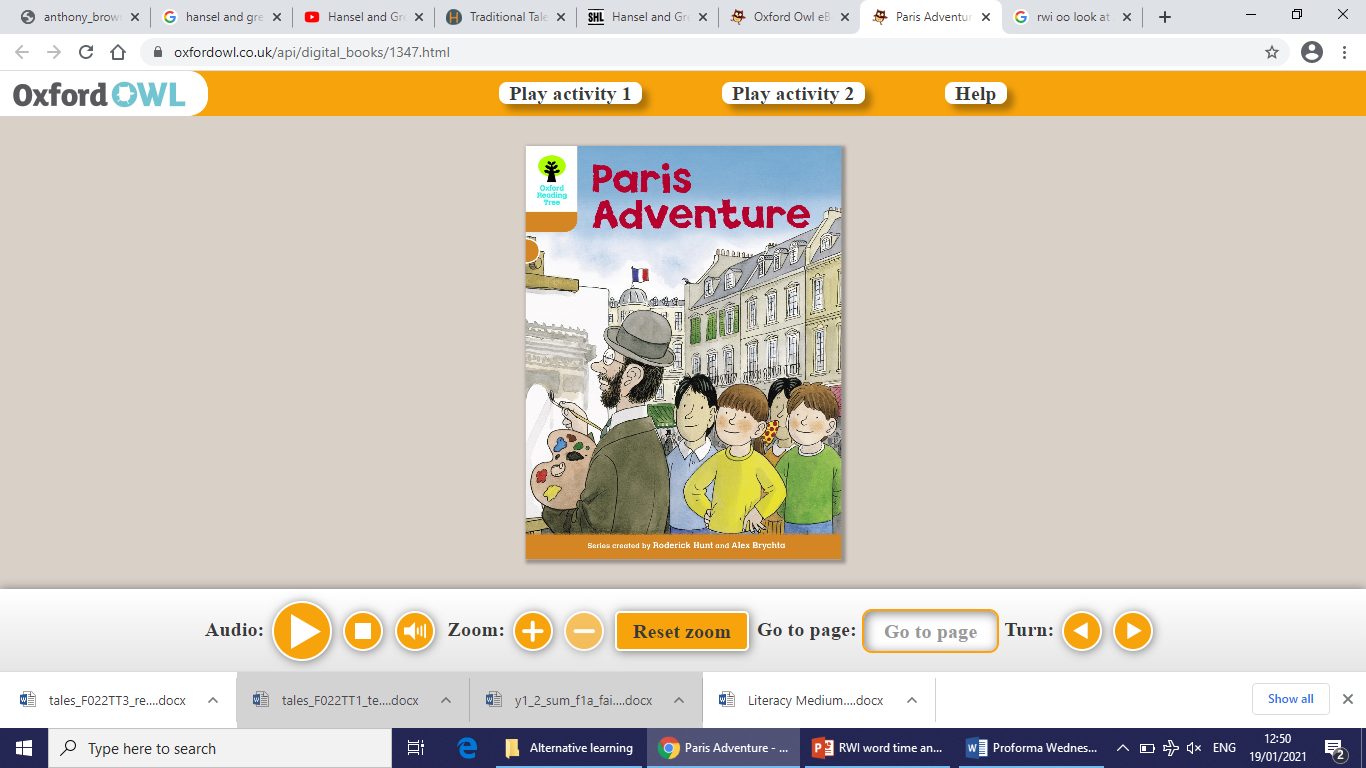 anthony_brow
hansel and gre
Hansel and Gr
Traditional Tale
SHL
Hansel and Gr
Oxford Owl eB
Paris Adventur
rwi oo look at
oxfordowl.co.uk/api/digital_books/1347.html
Oxford OWL
Play activity 1
Play activity 2
Help
Oxford
Reading
Tree
Paris
Adventure
Series created by Roderick Hunt and Alex Brychta
Audio:
Zoom:
Reset zoom
Go to page:
Go to page
Turn:
tales_F022TT3_re....docx
tales_F022TT1_te....docx
y1_2_sum_f1a_fai....docx
Literacy Medium....docx
Show all
Type here to search
Alternative learning
Paris Adventure - ...
RWI word time an...
Proforma Wednes...
ENG
12:50
19/01/2021
2